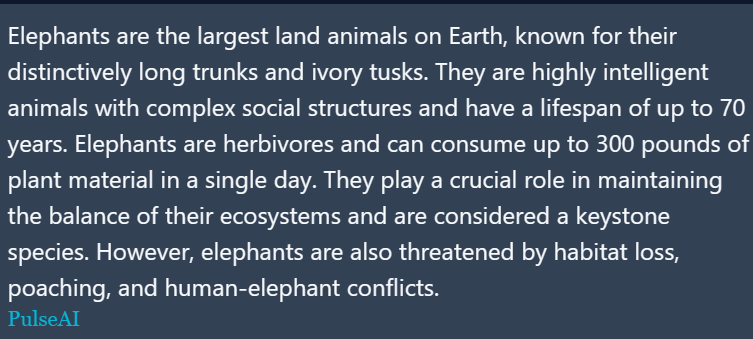 Elephants are the largest land animals on Earth, known for their
distinctively long trunks and ivory tusks. They are highly intelligent
animals with complex social structures and have a lifespan of up to 70
years. Elephants are herbivores and can consume up to 300 pounds of
plant material in a single day. They play a crucial role in maintaining
the balance of their ecosystems and are considered a keystone
species. However, elephants are also threatened by habitat loss,
poaching, and human-elephant conflicts.
PulseAI